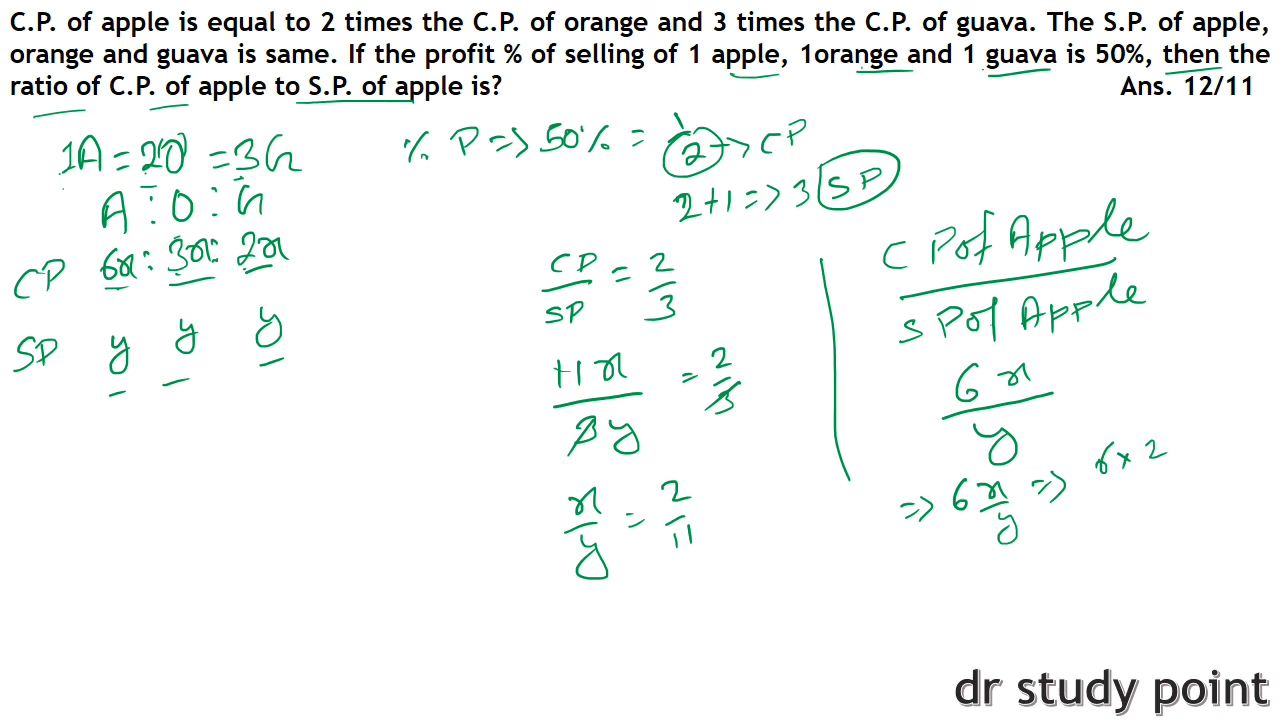 C.P. of apple is equal to 2 times the C.P. of orange and 3 times the C.P. of guava. The S.P. of apple,
orange and guava is same. If the profit % of selling of 1 apple, 1orange and 1 guava is 50%, then the
ratio of C.P. of apple to S.P. of apple is? Ans. 12/11
1A = 2O = 3G
A : O : G
CP 6x : 3x : 2x
SP y y y
% P => 50% = 1/2 -> CP
2+1 => 3 SP
CP/SP = 2/3
11x/3y = 2/3
x/y = 2/11
C P of Apple
S P of Apple
6x/y
=> 6 x/y => 6 × 2
dr study point